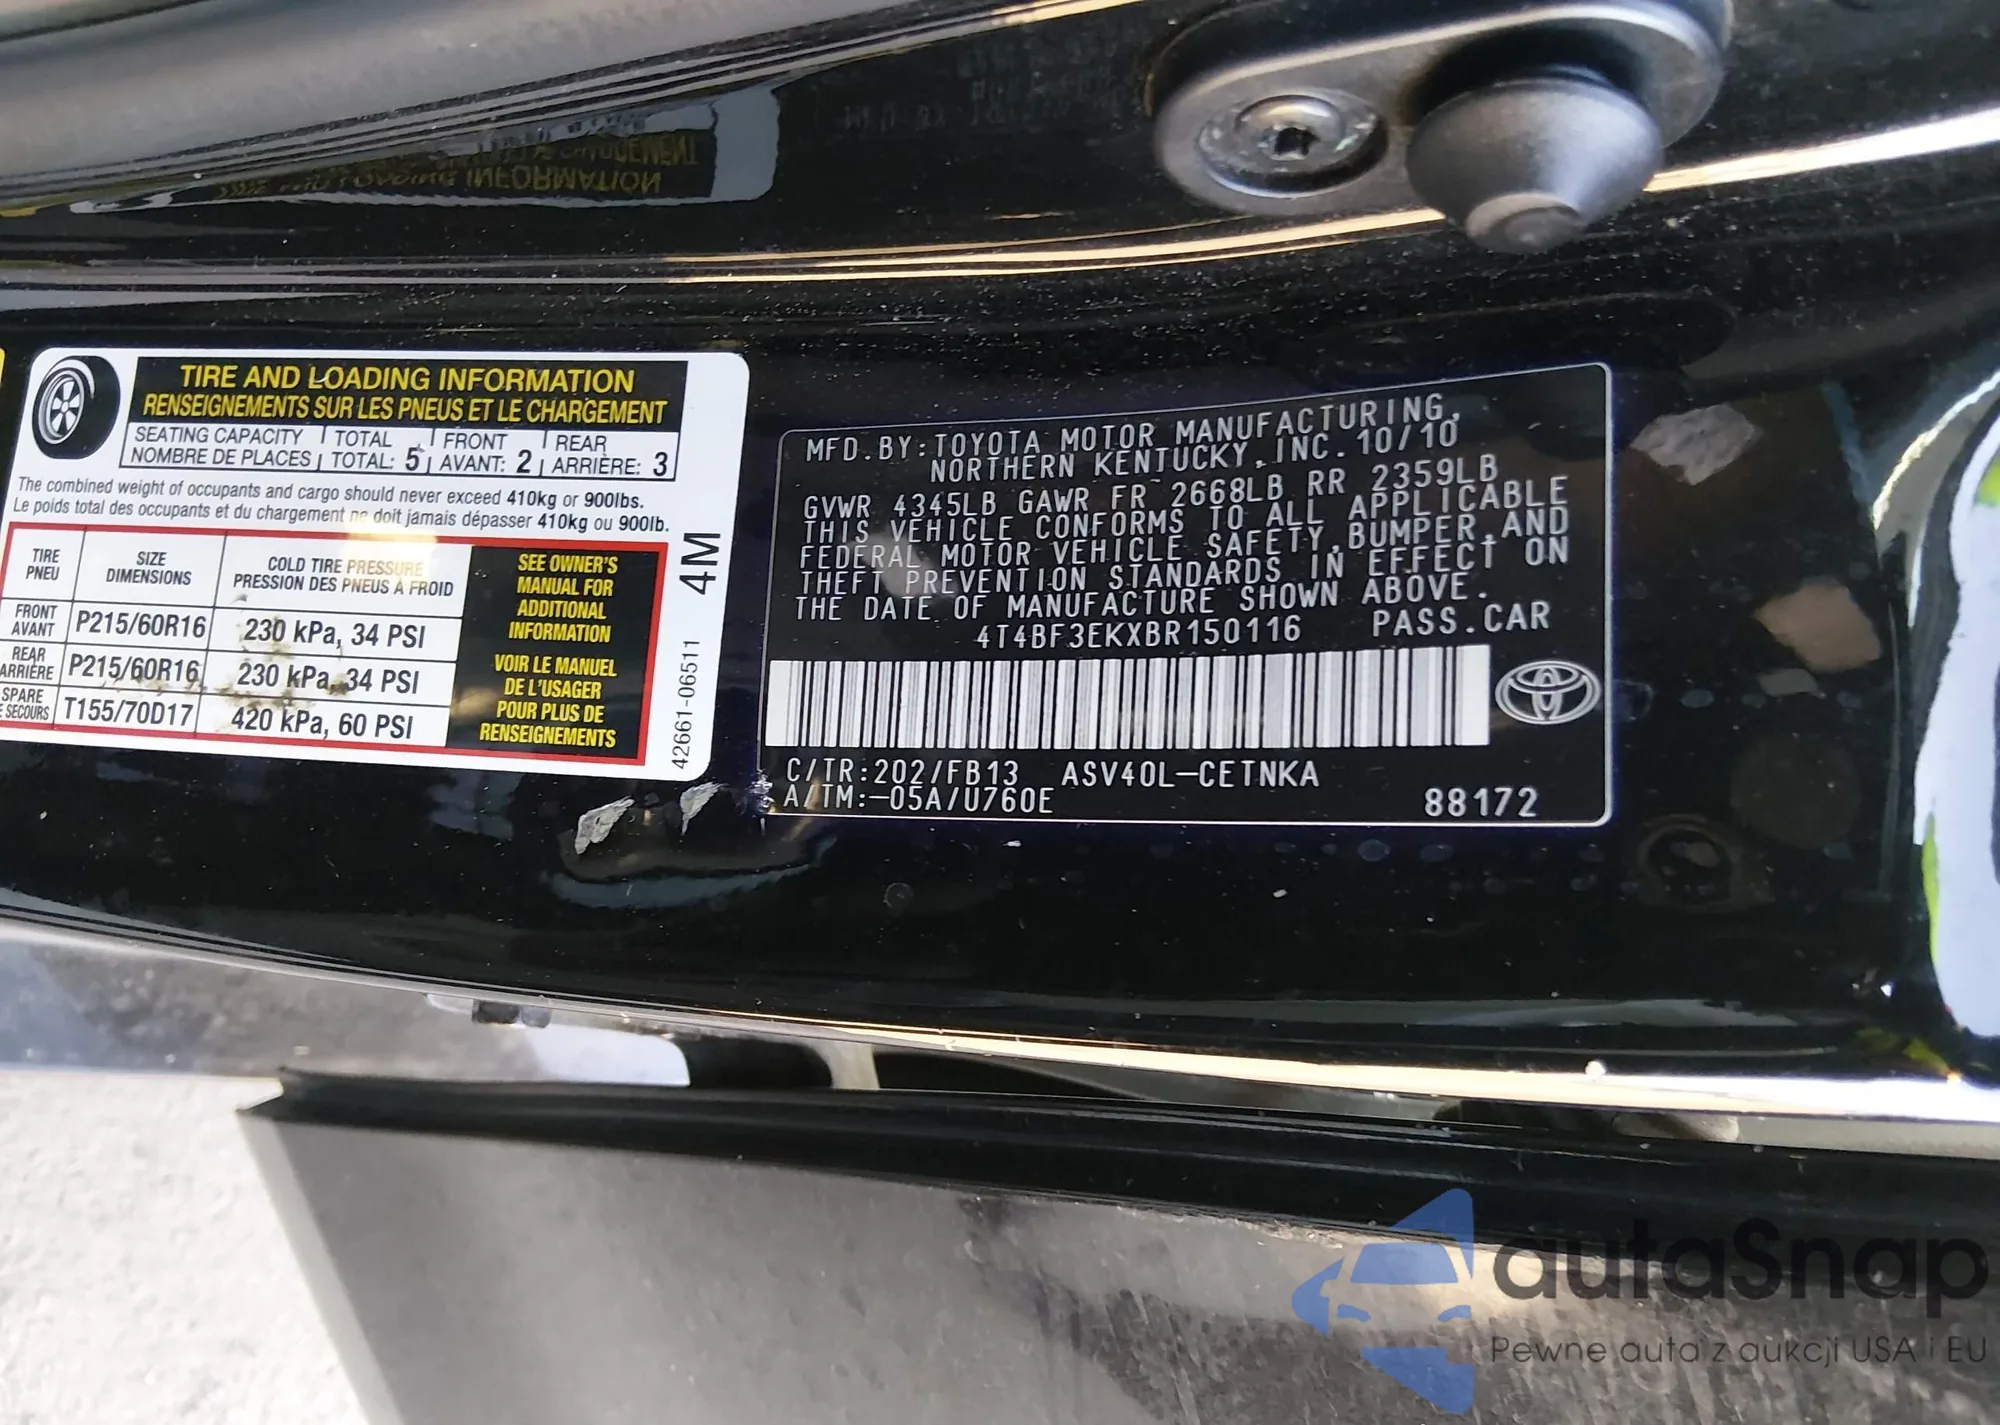 TIRE AND LOADING INFORMATION
RENSEIGNEMENTS SUR LES PNEUS ET LE CHARGEMENT
SEATING CAPACITY TOTAL FRONT REAR
NOMBRE DE PLACES TOTAL: 5 AVANT: 2 ARRIÈRE: 3
The combined weight of occupants and cargo should never exceed 410kg or 900lbs.
Le poids total des occupants et du chargement ne doit jamais dépasser 410kg ou 900lb.
TIRE
PNEU
SIZE
DIMENSIONS
COLD TIRE PRESSURE
PRESSION DES PNEUS À FROID
FRONT
AVANT
P215/60R16
230 kPa, 34 PSI
REAR
ARRIÈRE
P215/60R16
230 kPa, 34 PSI
SPARE
SECOURS
T155/70D17
420 kPa, 60 PSI
SEE OWNER'S
MANUAL FOR
ADDITIONAL
INFORMATION
VOIR LE MANUEL
DE L'USAGER
POUR PLUS DE
RENSEIGNEMENTS
4M
42661-06511
MFD.BY:TOYOTA MOTOR MANUFACTURING,
NORTHERN KENTUCKY,INC.10/10
GVWR 4345LB GAWR FR 2668LB RR 2359LB
THIS VEHICLE CONFORMS TO ALL APPLICABLE
FEDERAL MOTOR VEHICLE SAFETY,BUMPER,AND
THEFT PREVENTION STANDARDS IN EFFECT ON
THE DATE OF MANUFACTURE SHOWN ABOVE.
4T4BF3EKXBR150116 PASS.CAR
C/TR:202/FB13 ASV40L-CETNKA
A/TM:-05A/U760E
88172
autaSnap
Pewne auta z aukcji USA i EU